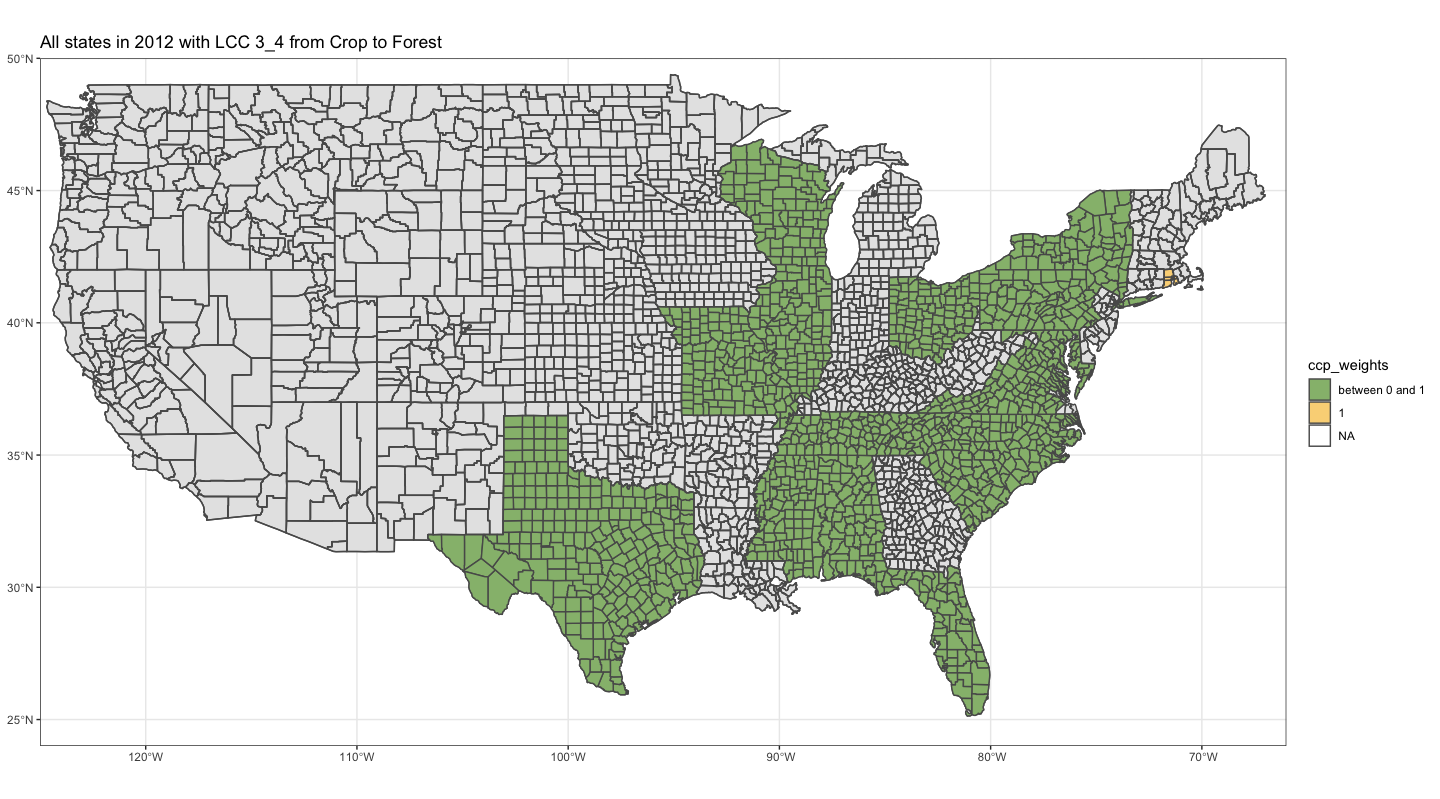 All states in 2012 with LCC 3_4 from Crop to Forest
50°N
45°N
40°N
35°N
30°N
25°N
120°W
110°W
100°W
90°W
80°W
70°W
ccp_weights
between 0 and 1
1
NA